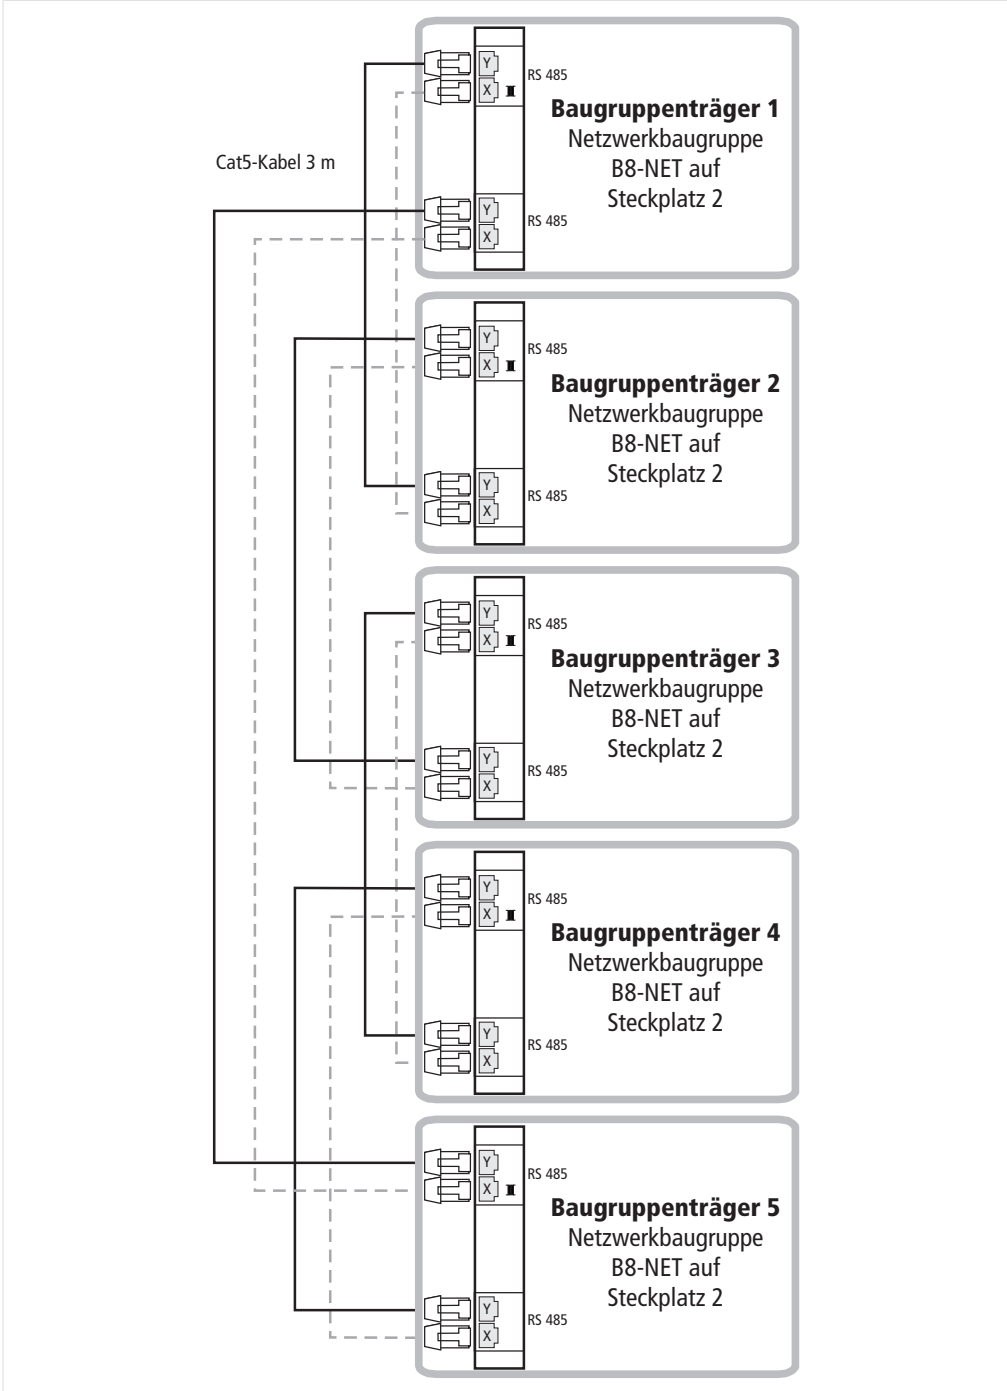 Y
RS 485
X
Baugruppenträger 1
Netzwerkbaugruppe
B8-NET auf
Steckplatz 2
Cat5-Kabel 3 m
Y
RS 485
X
Y
RS 485
X
Baugruppenträger 2
Netzwerkbaugruppe
B8-NET auf
Steckplatz 2
Y
RS 485
X
Y
RS 485
X
Baugruppenträger 3
Netzwerkbaugruppe
B8-NET auf
Steckplatz 2
Y
RS 485
X
Y
RS 485
X
Baugruppenträger 4
Netzwerkbaugruppe
B8-NET auf
Steckplatz 2
Y
RS 485
X
Y
RS 485
X
Baugruppenträger 5
Netzwerkbaugruppe
B8-NET auf
Steckplatz 2
Y
RS 485
X